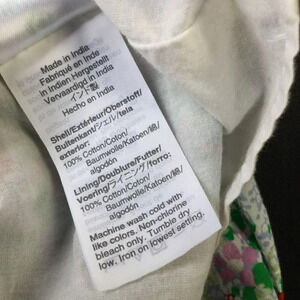 Made in India
Fabriqué en Inde
In Indien Hergestellt
Vervaardigd in India
インド製
Hecho en india
Shell/Extérieur/Oberstoff/
Buitenkant/シェル/tela
exterior:
100% Cotton/Coton/
Baumwolle/Katoen/綿/
algodón
Lining/Doublure/Futter/
Voering/ライニング/forro:
100% Cotton/Coton/
Baumwolle/Katoen/綿/
algodón
Machine wash cold with
like colors. Non-chlorine
bleach only. Tumble dry
low. Iron on lowest setting.